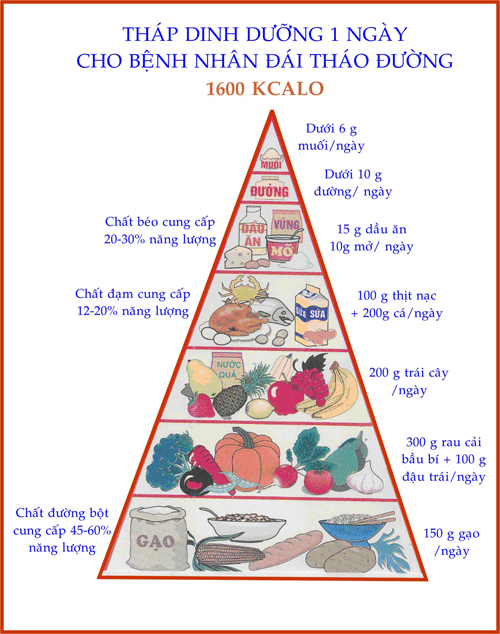 THÁP DINH DƯỠNG 1 NGÀY
CHO BỆNH NHÂN ĐÁI THÁO ĐƯỜNG
1600 KCALO
Dưới 6 g
muối/ngày
MUỐI
Dưới 10 g
đường/ ngày
ĐƯỜNG
Chất béo cung cấp
20-30% năng lượng
DẦU
ĂN
VỪNG
MỠ
15 g dầu ăn
10g mở/ ngày
Chất đạm cung cấp
12-20% năng lượng
SỮA SỮA
100 g thịt nạc
+ 200g cá/ngày
NƯỚC
QUẢ
200 g trái cây
/ngày
300 g rau cải
bầu bí + 100 g
đậu trái/ngày
Chất đường bột
cung cấp 45-60%
năng lượng
GẠO
150 g gạo
/ngày